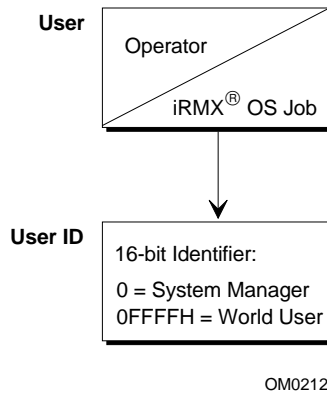 User
Operator
iRMX® OS Job
User ID
16-bit Identifier:
0 = System Manager
0FFFFH = World User
OM0212